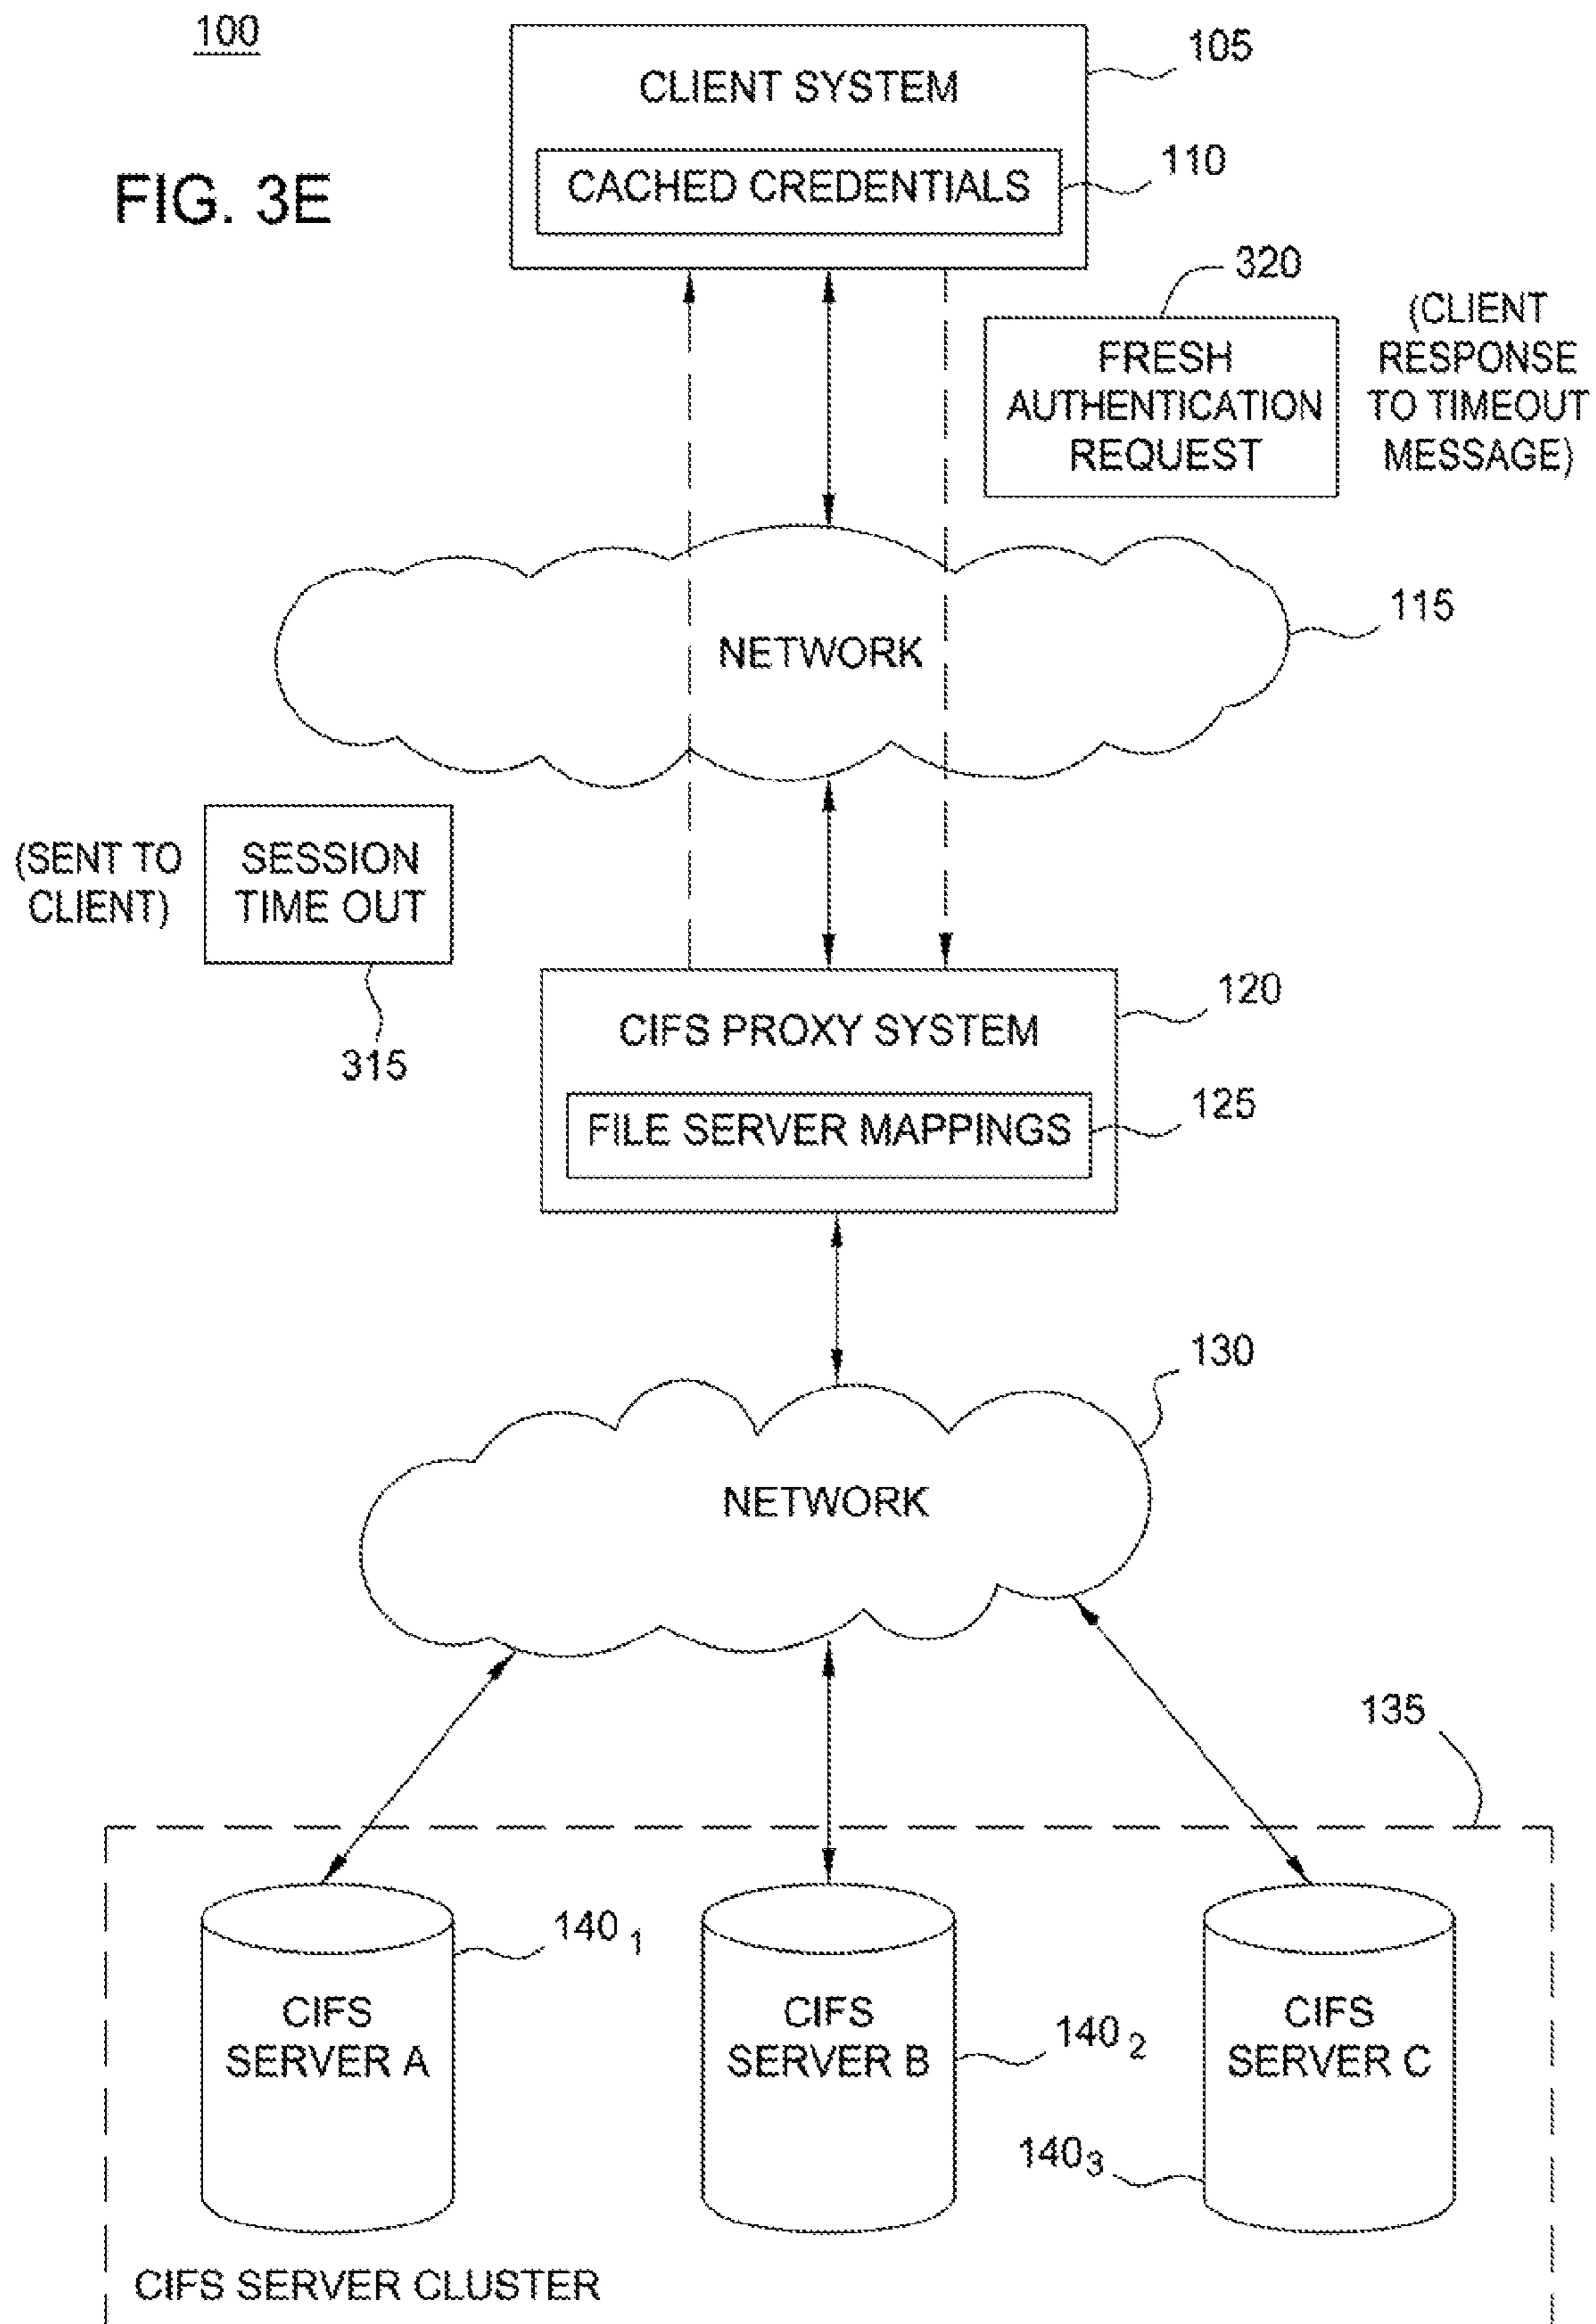 100
105
CLIENT SYSTEM
110
CACHED CREDENTIALS
FIG. 3E
320
FRESH
AUTHENTICATION
REQUEST
(CLIENT
RESPONSE
TO TIMEOUT
MESSAGE)
115
NETWORK
(SENT TO
CLIENT)
SESSION
TIME OUT
315
120
CIFS PROXY SYSTEM
125
FILE SERVER MAPPINGS
130
NETWORK
135
140 1
CIFS
SERVER A
CIFS
SERVER B
140 2
CIFS
SERVER C
140 3
CIFS SERVER CLUSTER